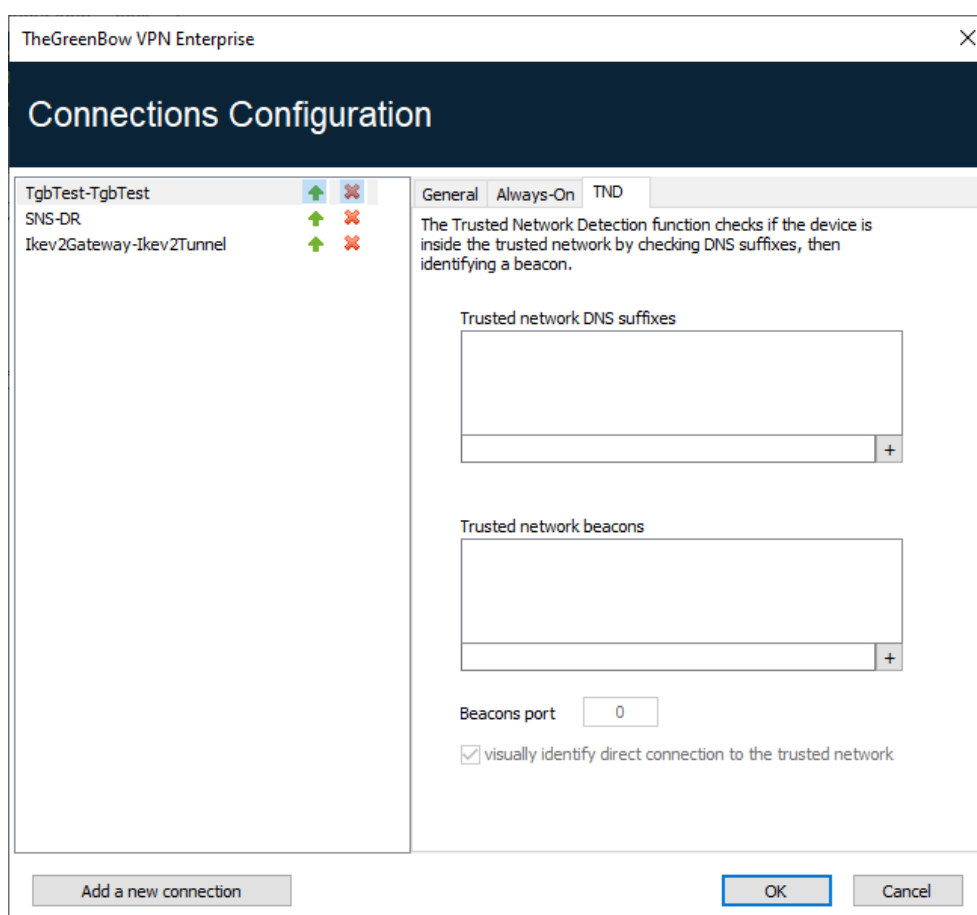 TheGreenBow VPN Enterprise
Connections Configuration
TgbTest-TgbTest
SNS-DR
Ikev2Gateway-Ikev2Tunnel
General Always-On TND
The Trusted Network Detection function checks if the device is
inside the trusted network by checking DNS suffixes, then
identifying a beacon.
Trusted network DNS suffixes
+
Trusted network beacons
+
Beacons port 0
visually identify direct connection to the trusted network
Add a new connection OK Cancel